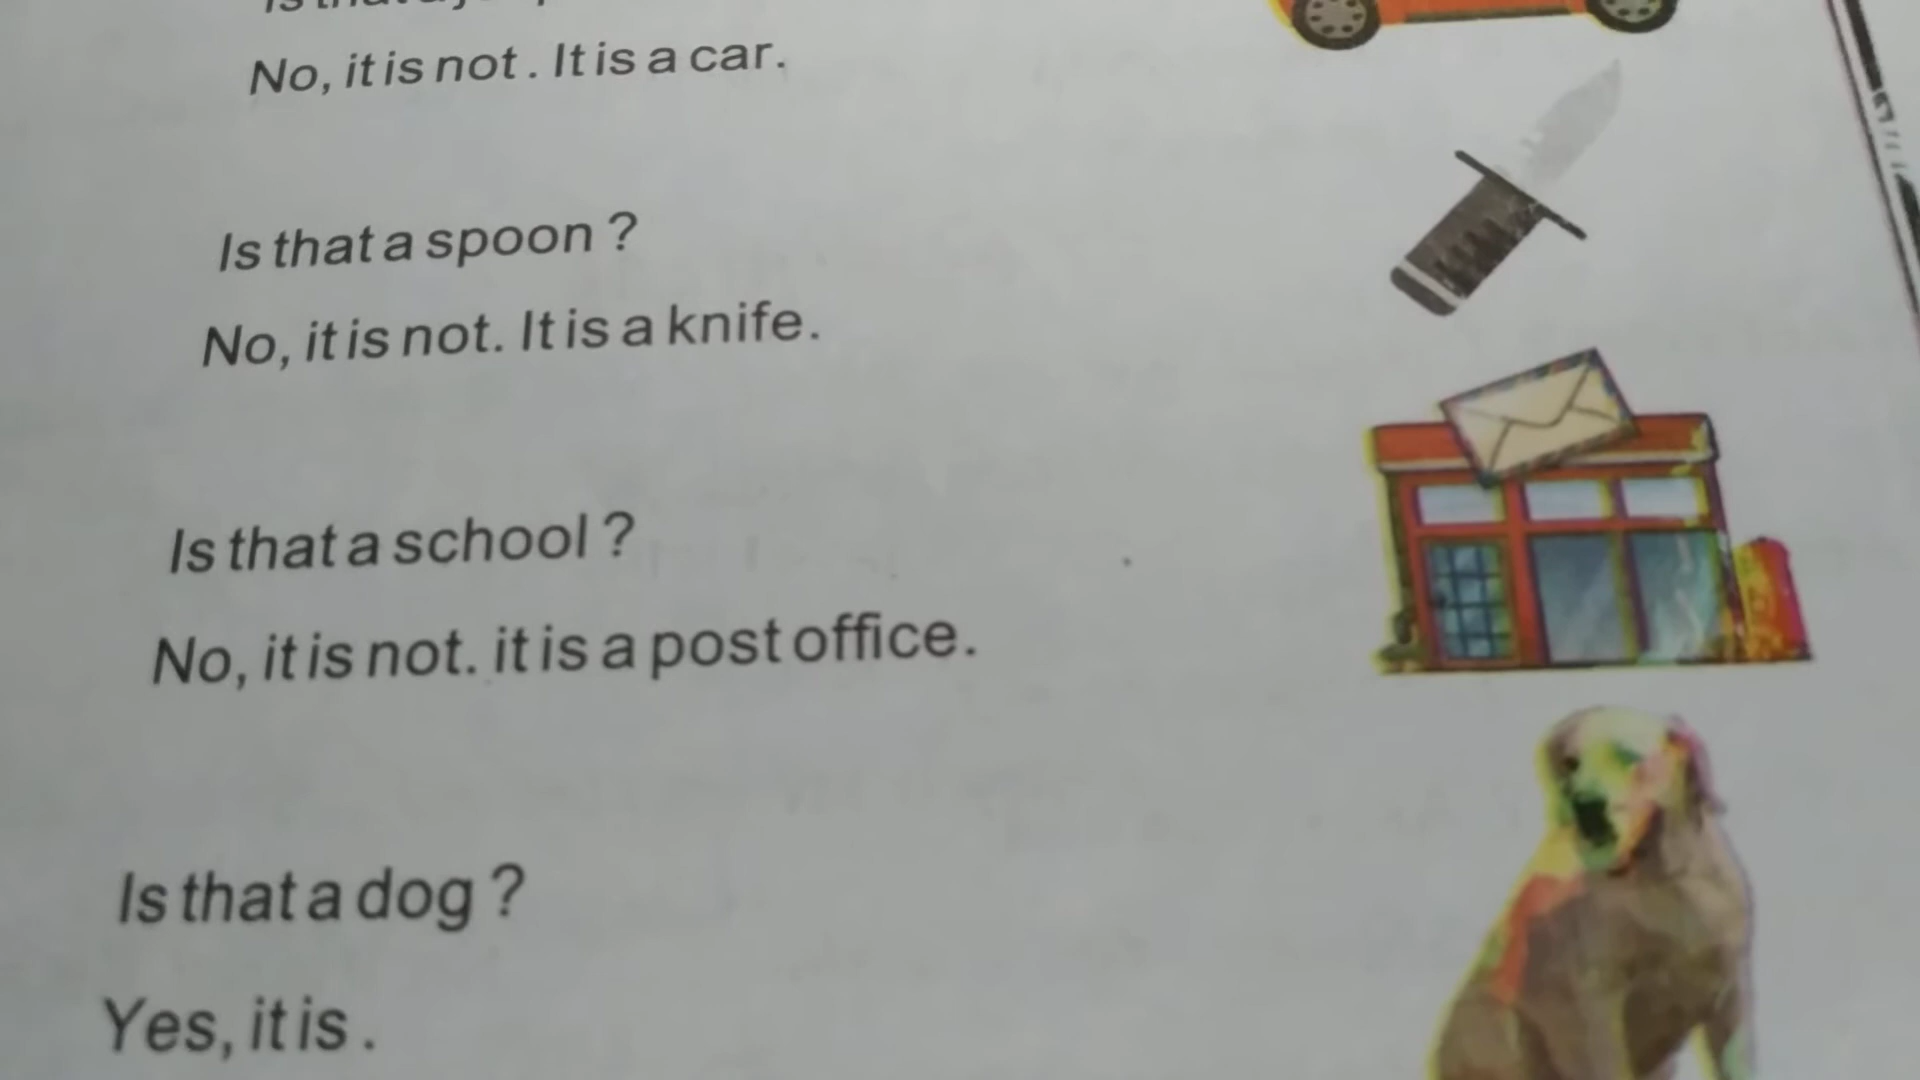 No, it is not. It is a car.
Is that a spoon ?
No, it is not. It is a knife.
Is that a school ?
No, it is not. it is a post office.
Is that a dog ?
Yes, it is .